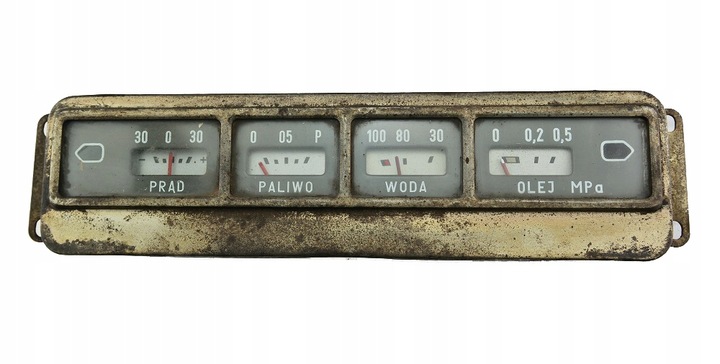 30 0 30
- +
PRĄD
0 05 P
PALIWO
100 80 30
WODA
0 0,2 0,5
OLEJ MPa